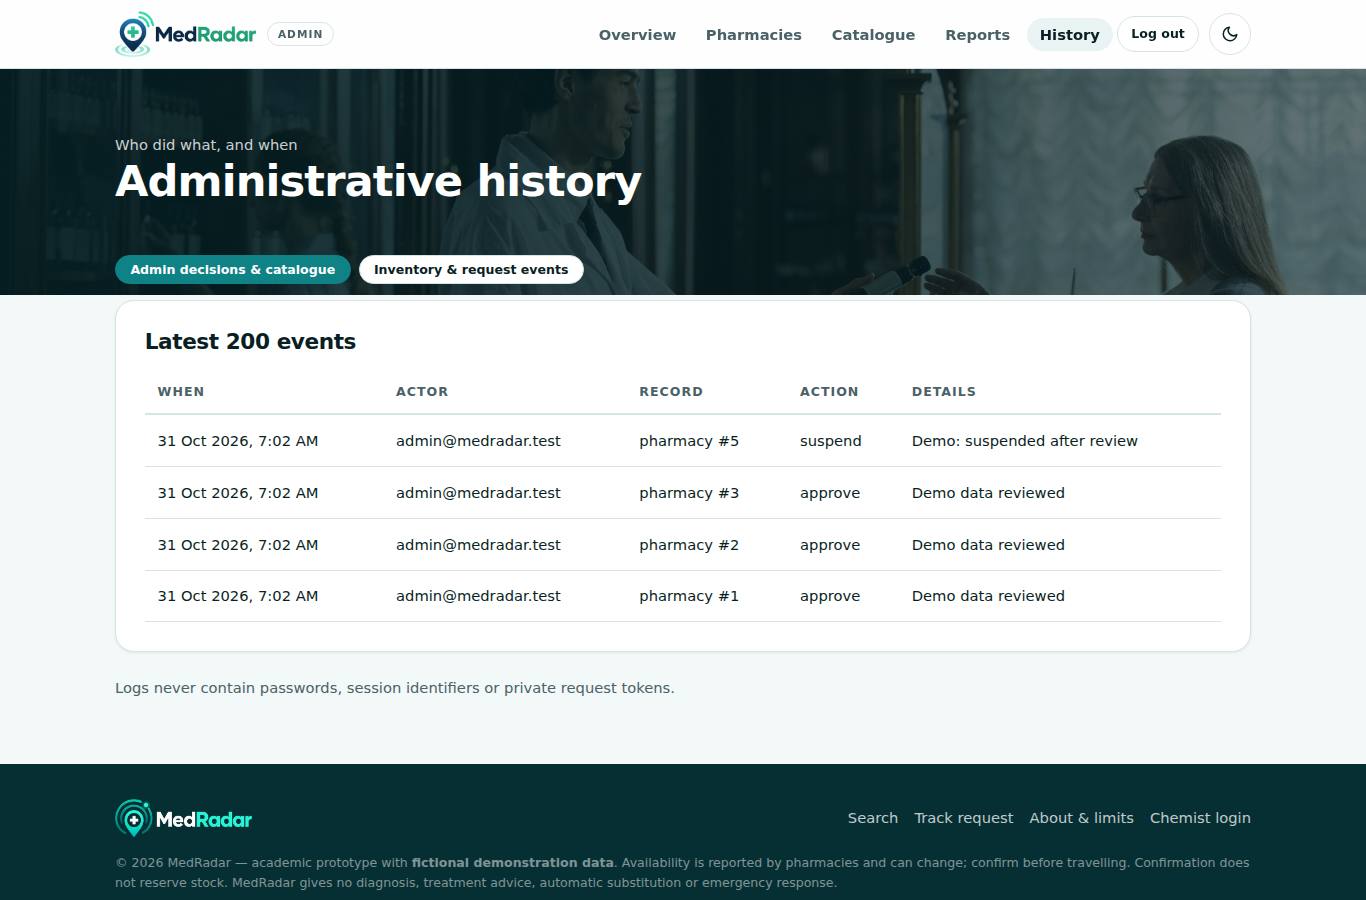 MedRadar ADMIN Overview Pharmacies Catalogue Reports History Log out
Who did what, and when
Administrative history
Admin decisions & catalogue Inventory & request events
Latest 200 events
WHEN ACTOR RECORD ACTION DETAILS
31 Oct 2026, 7:02 AM admin@medradar.test pharmacy #5 suspend Demo: suspended after review
31 Oct 2026, 7:02 AM admin@medradar.test pharmacy #3 approve Demo data reviewed
31 Oct 2026, 7:02 AM admin@medradar.test pharmacy #2 approve Demo data reviewed
31 Oct 2026, 7:02 AM admin@medradar.test pharmacy #1 approve Demo data reviewed
Logs never contain passwords, session identifiers or private request tokens.
MedRadar Search Track request About & limits Chemist login
© 2026 MedRadar — academic prototype with fictional demonstration data. Availability is reported by pharmacies and can change; confirm before travelling. Confirmation does
not reserve stock. MedRadar gives no diagnosis, treatment advice, automatic substitution or emergency response.